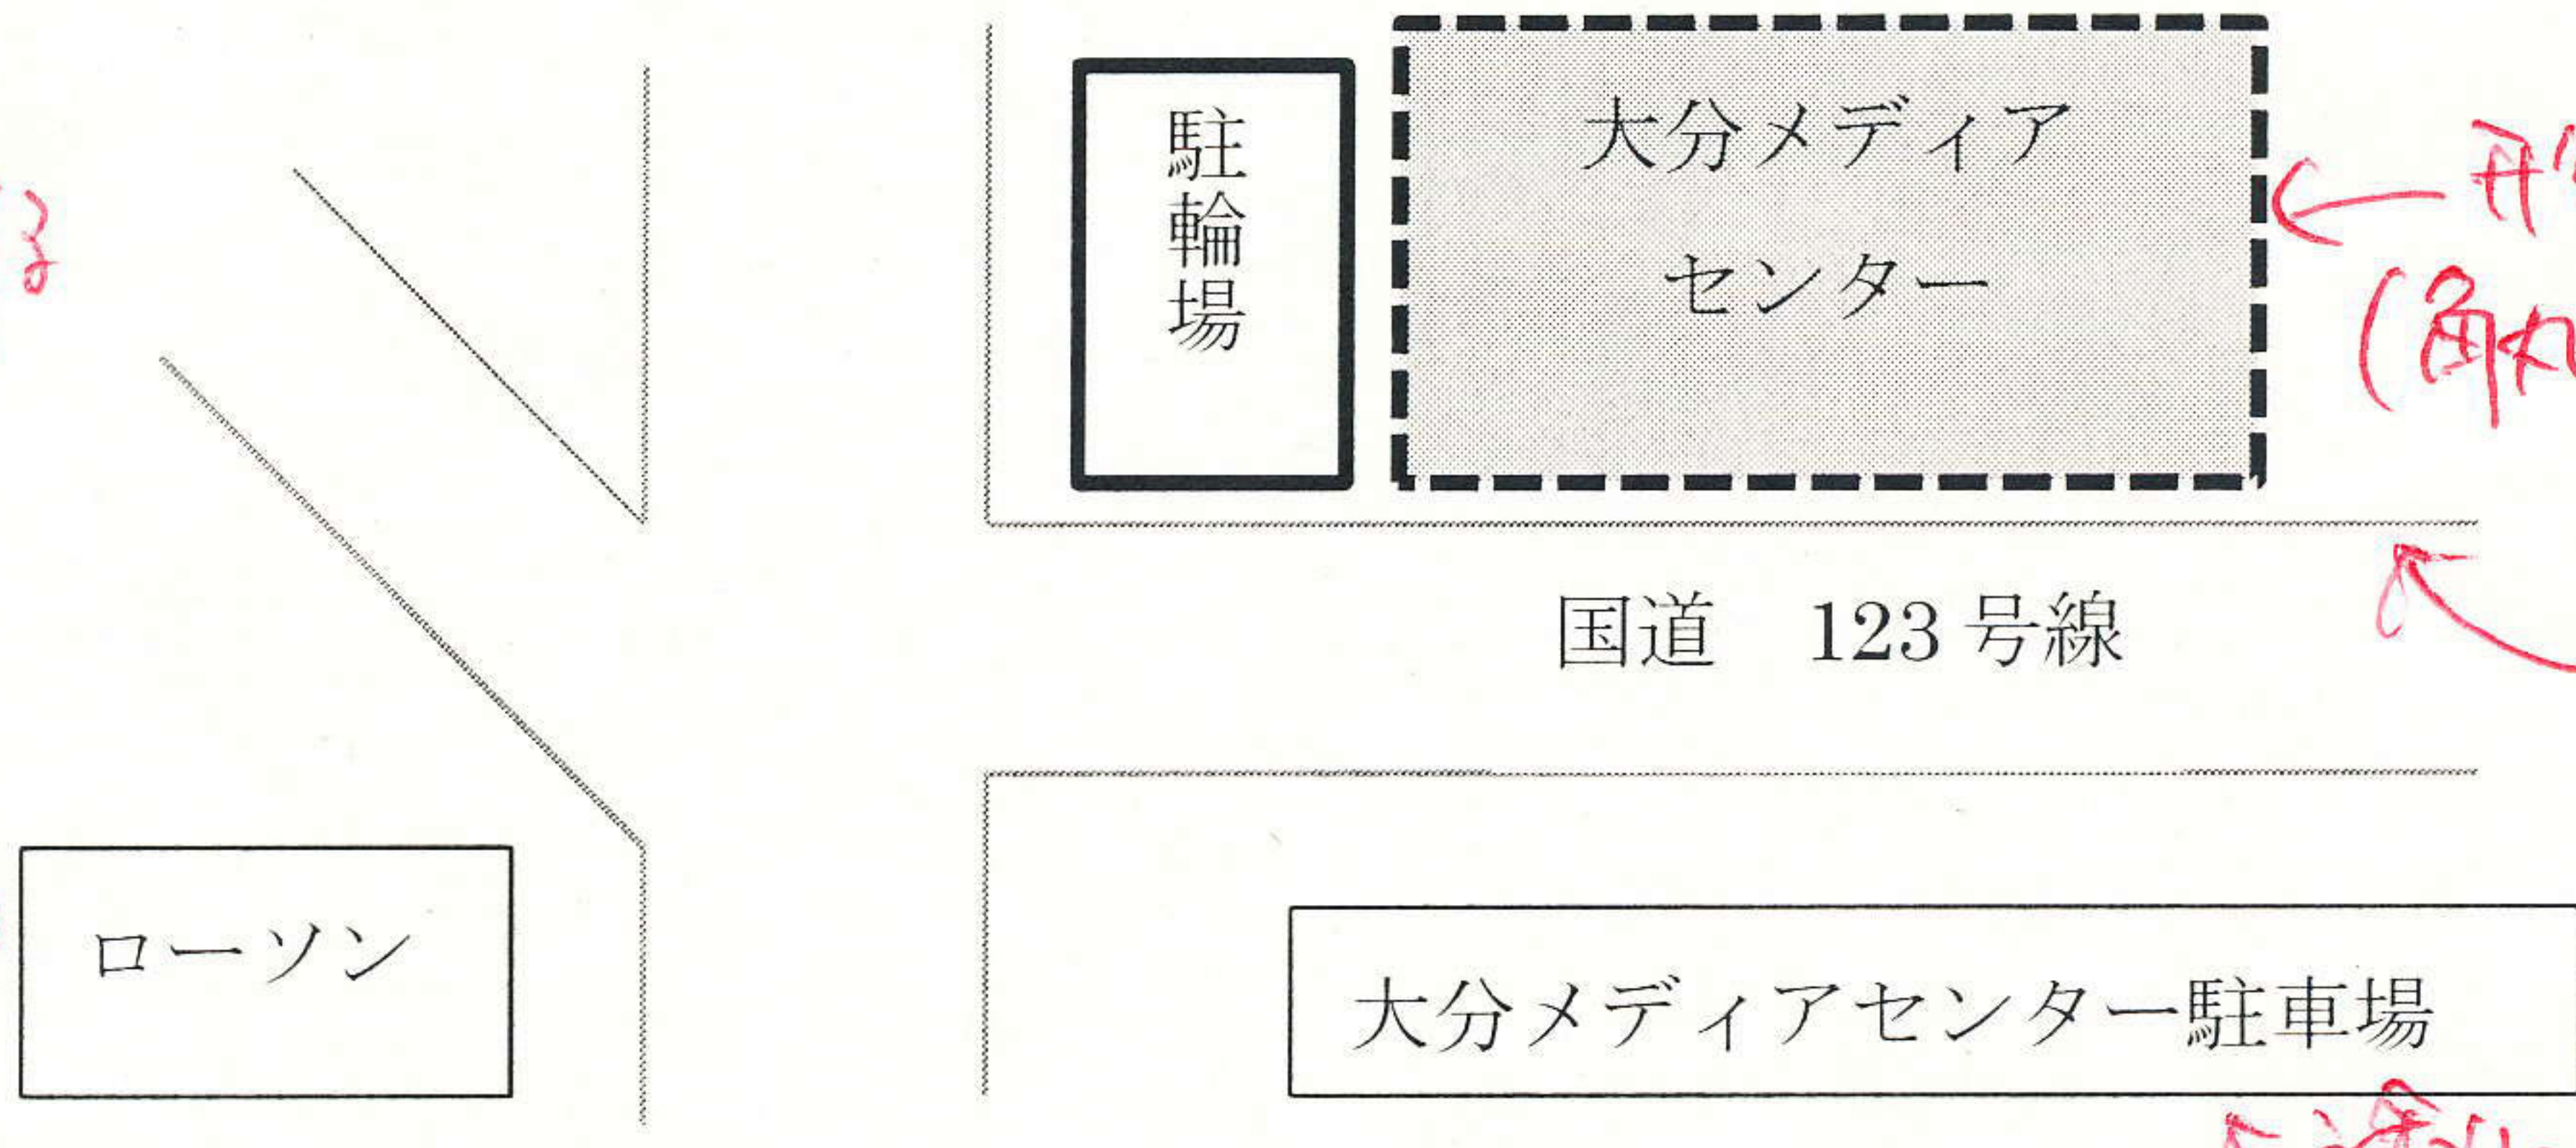 駐輪場
大分メディア
センター
国道　123号線
ローソン
大分メディアセンター駐車場